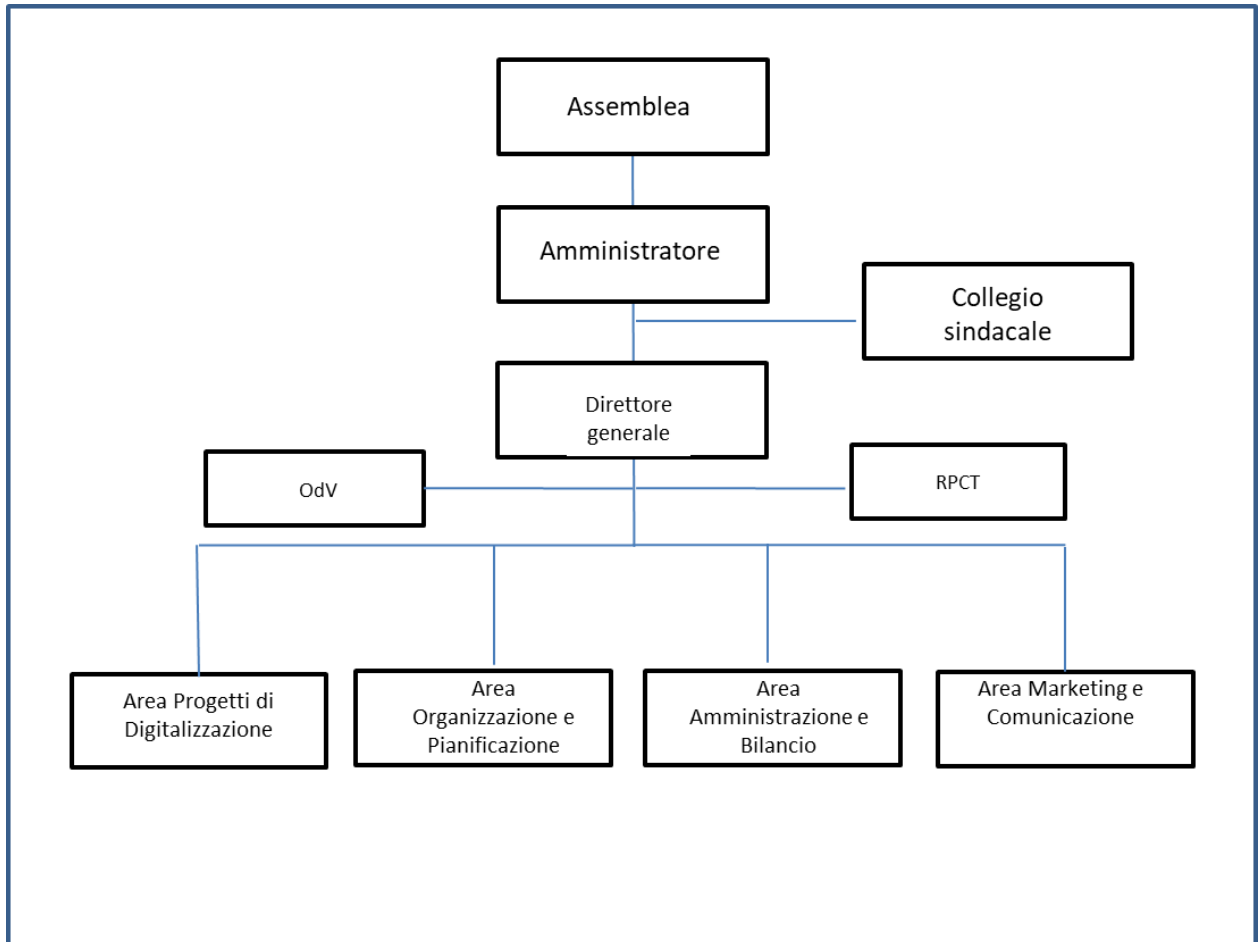 Assemblea
Amministratore
Collegio
sindacale
Direttore
generale
OdV
RPCT
Area Progetti di
Digitalizzazione
Area
Organizzazione e
Pianificazione
Area
Amministrazione e
Bilancio
Area Marketing e
Comunicazione